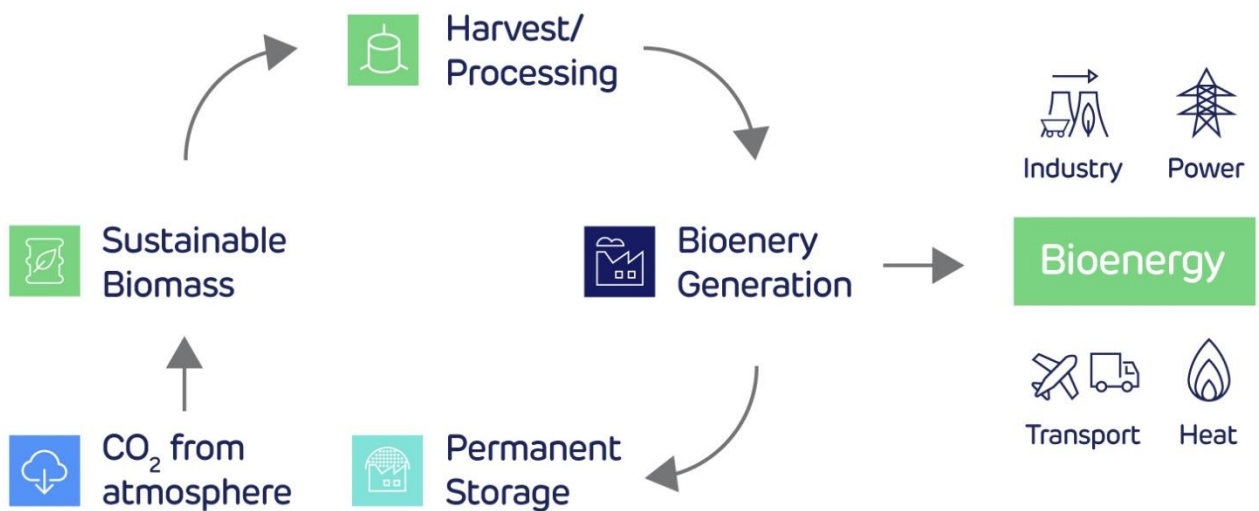 Harvest/
Processing
Industry
Power
Sustainable
Biomass
Bioenery
Generation
Bioenergy
CO₂ from
atmosphere
Permanent
Storage
Transport
Heat